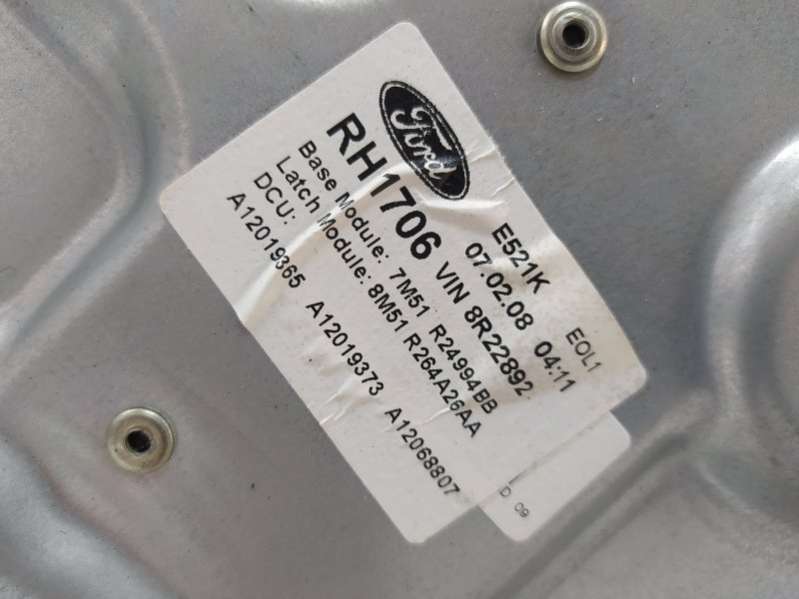 Ford
E521K
07.02.08 04:11 EOL1
RH1706 VIN 8R22892
Base Module: 7M51 R24994BB
Latch Module: 8M51 R264A26AA
DCU:
A12019365 A12019373 A12068807
D 09